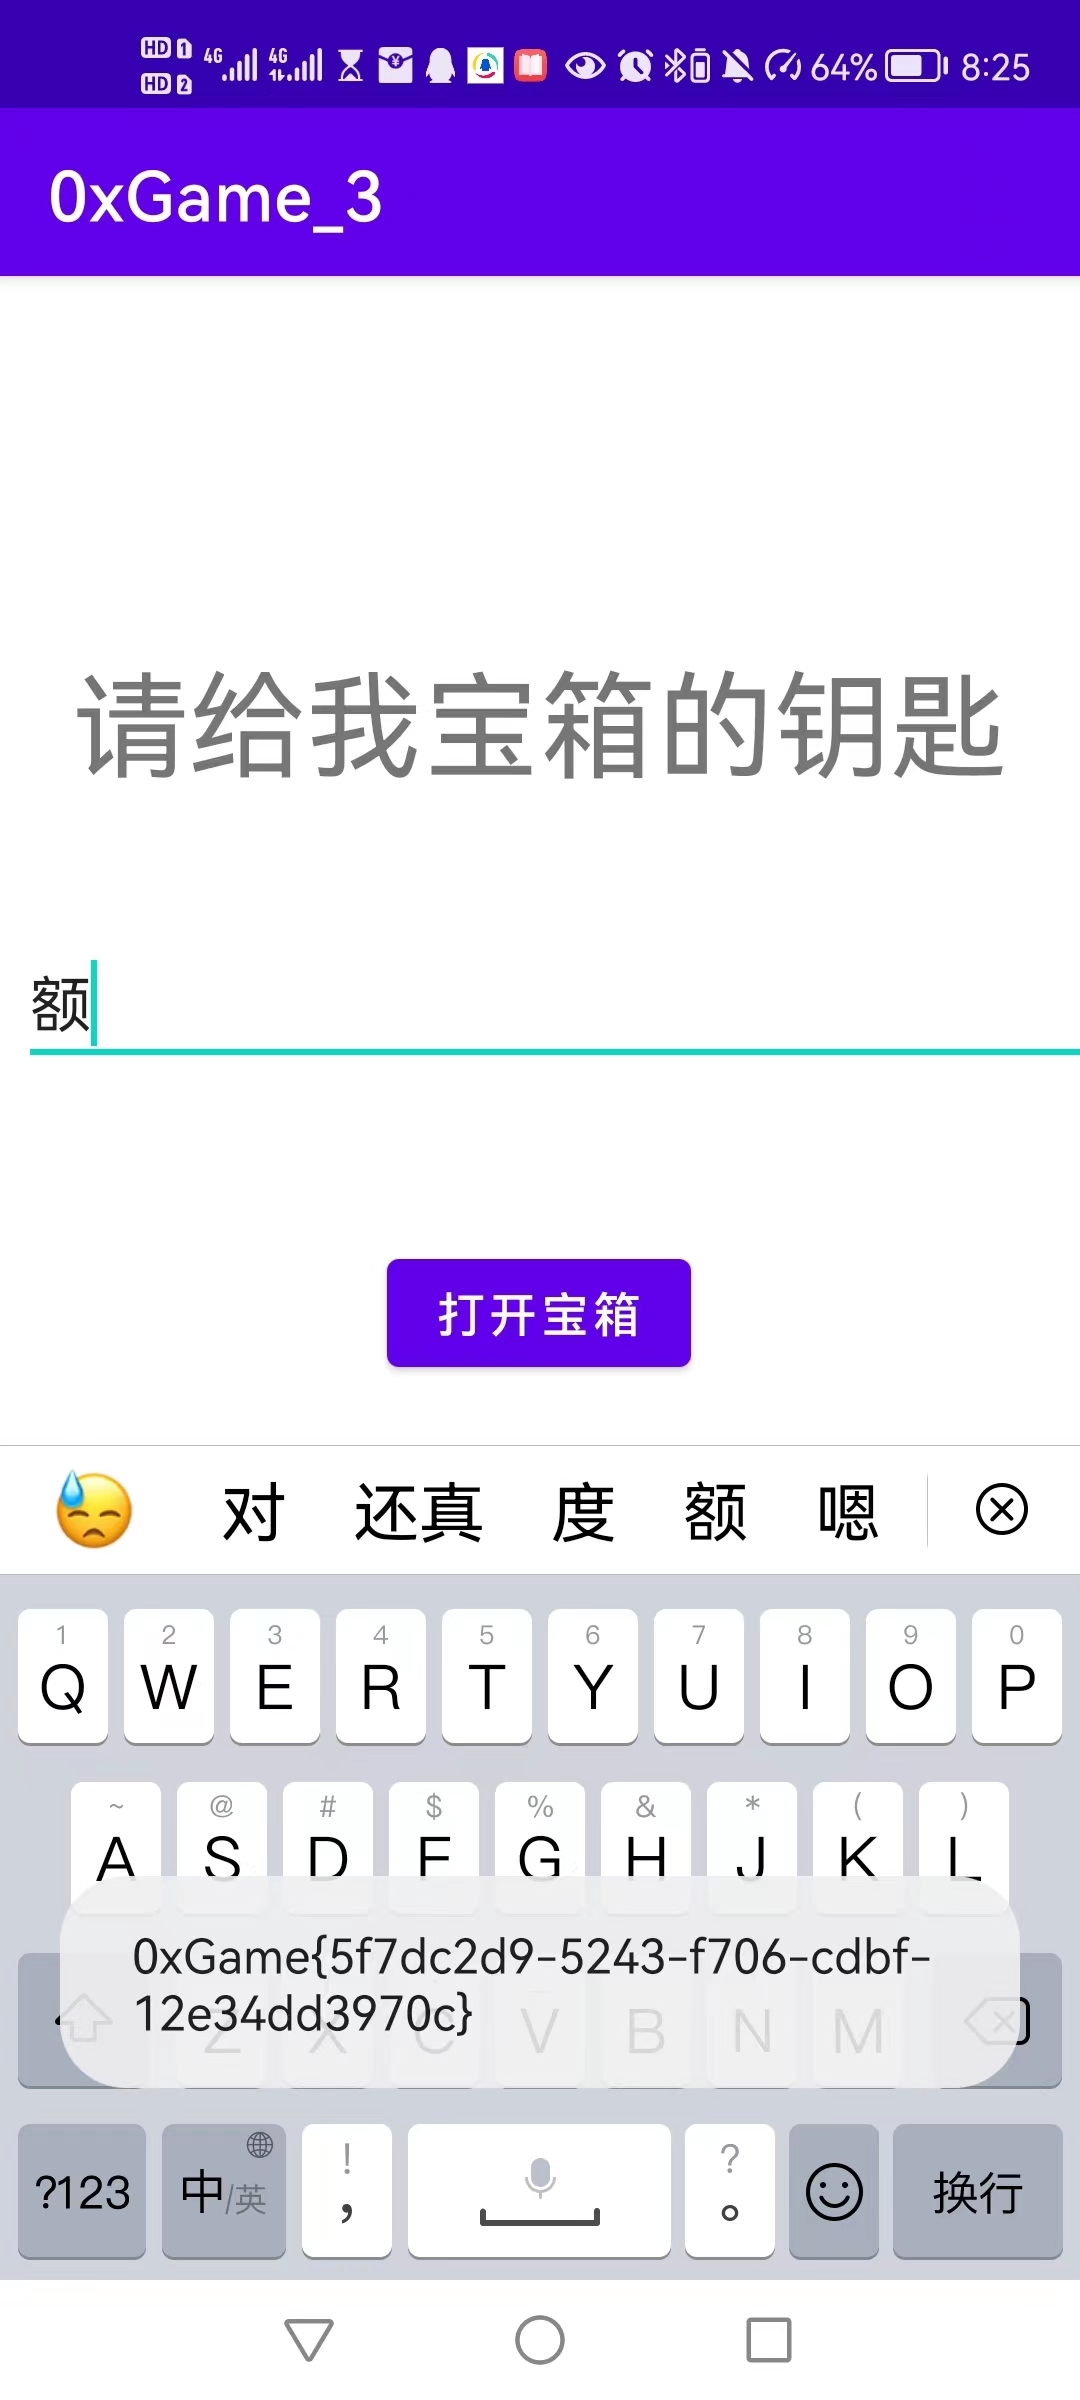 HD 1 4G 4G 64% 8:25
HD 2
0xGame_3
请给我宝箱的钥匙
额
打开宝箱
对 还真 度 额 嗯
1 2 3 4 5 6 7 8 9 0
Q W E R T Y U I O P
~ @ # $ % & * ( )
A S D F G H J K L
0xGame{5f7dc2d9-5243-f706-cdbf-
12e34dd3970c}
Z X C V B N M
! ?
?123 中/英 , 。 换行